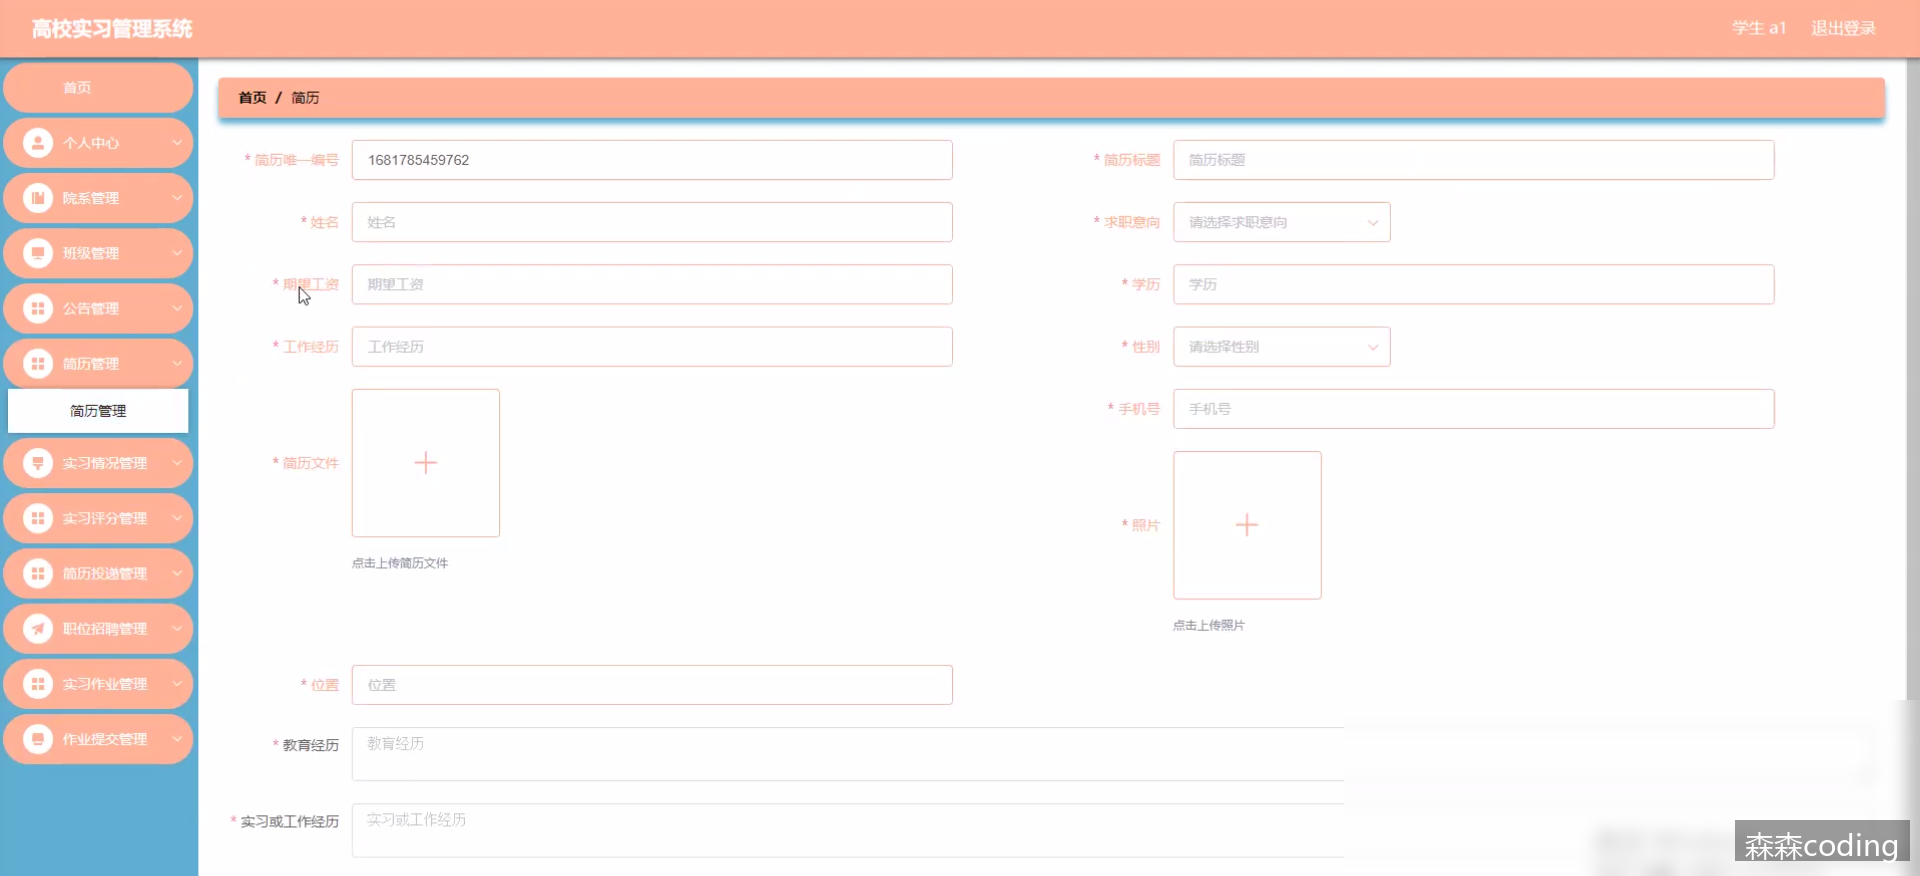 高校实习管理系统
学生 a1 退出登录
首页
个人中心
院系管理
班级管理
公告管理
简历管理
简历管理
实习情况管理
实习评分管理
简历投递管理
职位招聘管理
实习作业管理
作业提交管理
首页 / 简历
* 简历唯一编号 1681785459762
* 简历标题 简历标题
* 姓名 姓名
* 求职意向 请选择求职意向
* 期望工资 期望工资
* 学历 学历
* 工作经历 工作经历
* 性别 请选择性别
* 手机号 手机号
* 简历文件
点击上传简历文件
* 照片
点击上传照片
* 位置 位置
* 教育经历 教育经历
* 实习或工作经历 实习或工作经历
森森coding